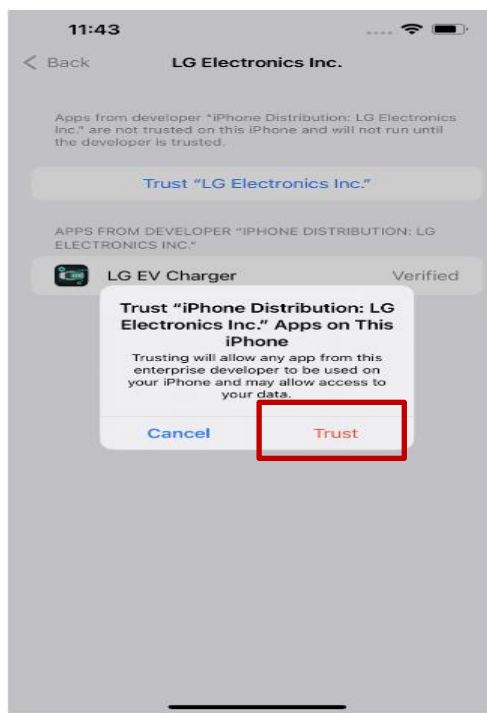 11:43
Back
LG Electronics Inc.
Apps from developer "iPhone Distribution: LG Electronics
Inc." are not trusted on this iPhone and will not run until
the developer is trusted.
Trust “LG Electronics Inc.”
APPS FROM DEVELOPER "IPHONE DISTRIBUTION: LG
ELECTRONICS INC."
LG EV Charger
Verified
Trust “iPhone Distribution: LG
Electronics Inc.” Apps on This
iPhone
Trusting will allow any app from this
enterprise developer to be used on
your iPhone and may allow access to
your data.
Cancel
Trust